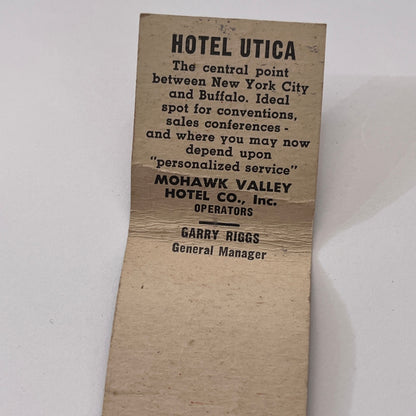 HOTEL UTICA
The central point
between New York City
and Buffalo. Ideal
spot for conventions,
sales conferences -
and where you may now
depend upon
"personalized service"
MOHAWK VALLEY
HOTEL CO., Inc.
OPERATORS
GARRY RIGGS
General Manager